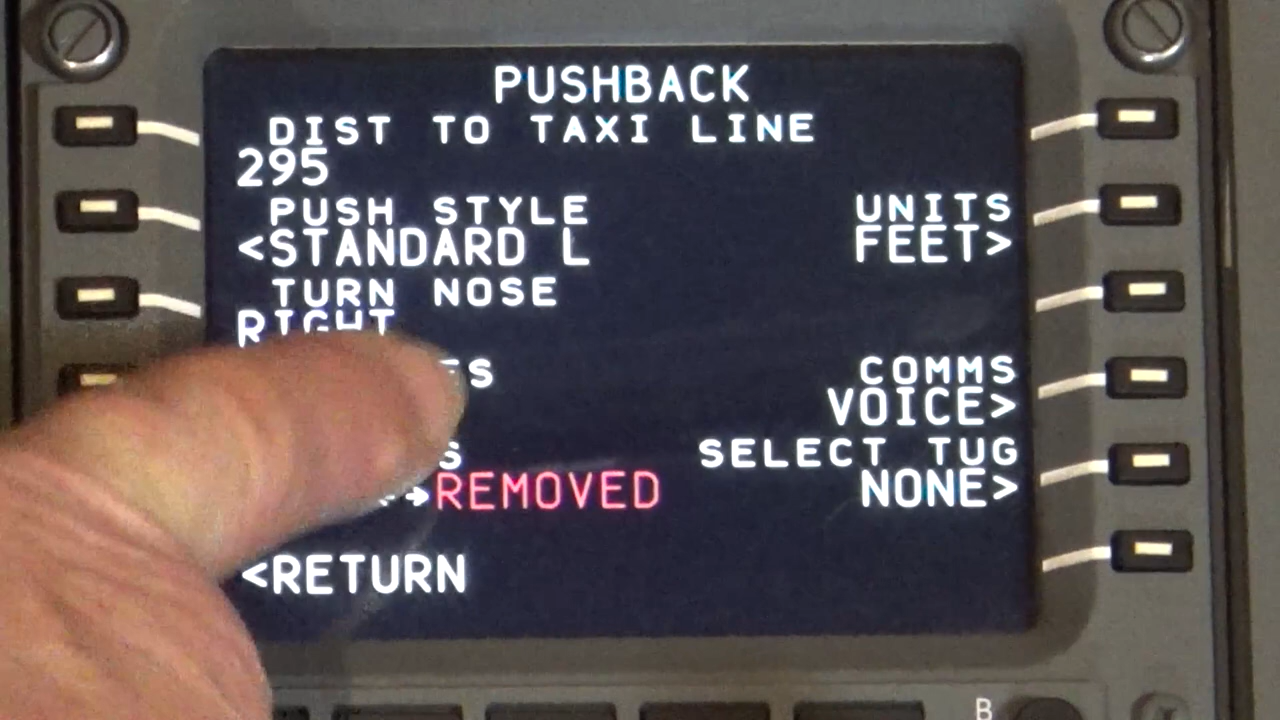 PUSHBACK
DIST TO TAXI LINE
295
PUSH STYLE UNITS
<STANDARD L FEET>
TURN NOSE
RIGHT
COMMS
VOICE>
SELECT TUG
→REMOVED NONE>
<RETURN
B